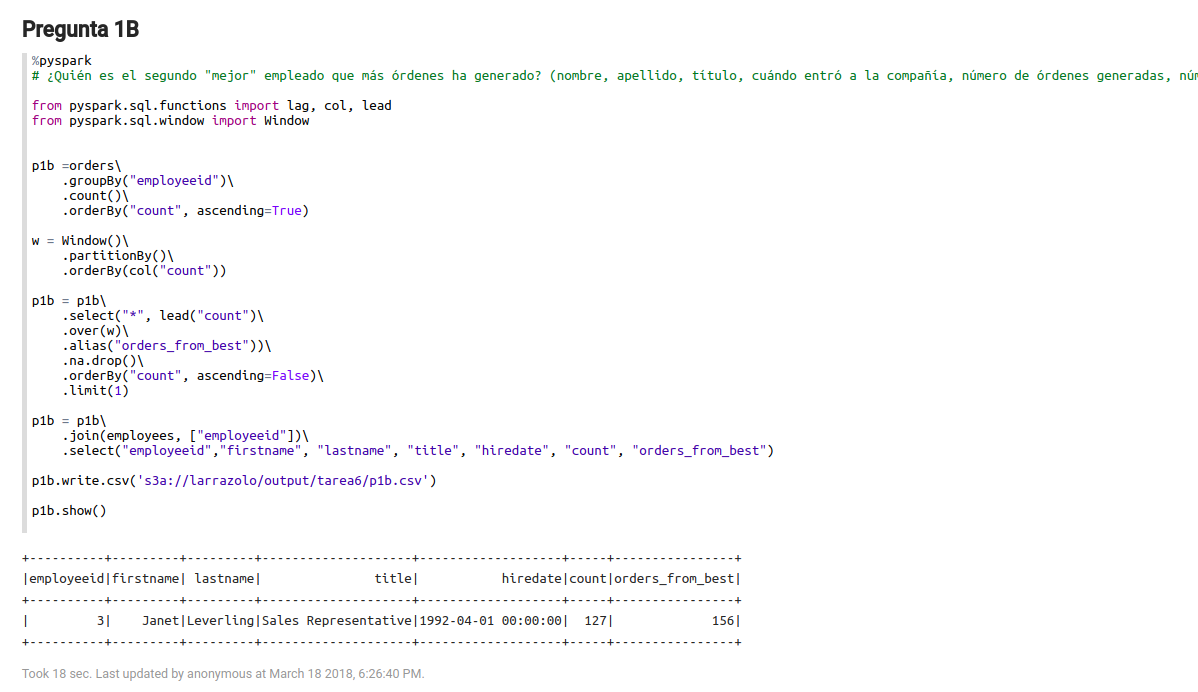 Pregunta 1B
%pyspark
# ¿Quién es el segundo "mejor" empleado que más órdenes ha generado? (nombre, apellido, título, cuándo entró a la compañía, número de órdenes generadas, núm
from pyspark.sql.functions import lag, col, lead
from pyspark.sql.window import Window
p1b =orders\
.groupBy("employeeid")\
.count()\
.orderBy("count", ascending=True)
w = Window()\
.partitionBy()\
.orderBy(col("count"))
p1b = p1b\
.select("*", lead("count")\
.over(w)\
.alias("orders_from_best"))\
.na.drop()\
.orderBy("count", ascending=False)\
.limit(1)
p1b = p1b\
.join(employees, ["employeeid"])\
.select("employeeid","firstname", "lastname", "title", "hiredate", "count", "orders_from_best")
p1b.write.csv('s3a://larrazolo/output/tarea6/p1b.csv')
p1b.show()
+----------+---------+---------+--------------------+-------------------+-----+----------------+
|employeeid|firstname| lastname|               title|           hiredate|count|orders_from_best|
+----------+---------+---------+--------------------+-------------------+-----+----------------+
|         3|    Janet|Leverling|Sales Representative|1992-04-01 00:00:00|  127|             156|
+----------+---------+---------+--------------------+-------------------+-----+----------------+
Took 18 sec. Last updated by anonymous at March 18 2018, 6:26:40 PM.